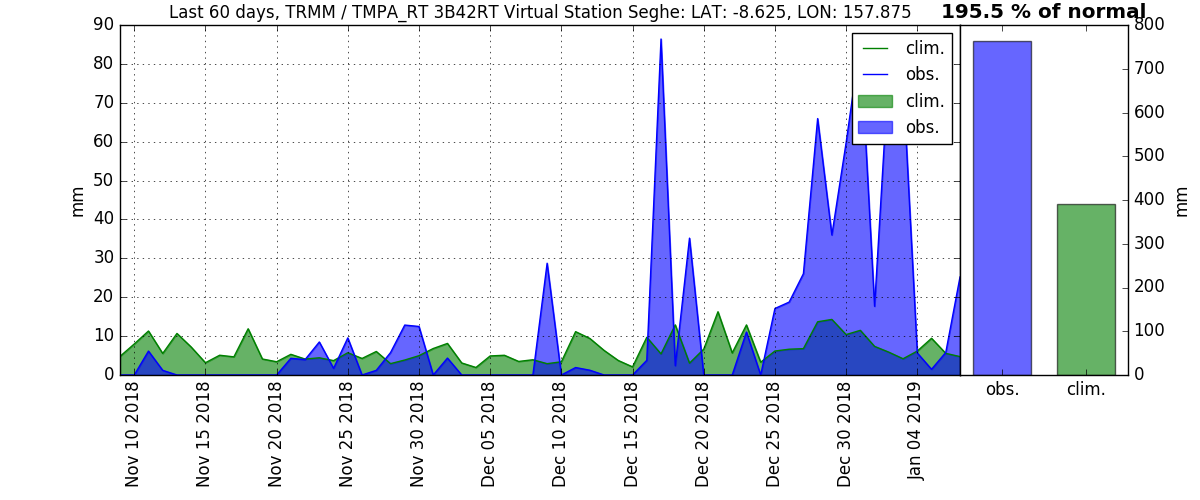 Last 60 days, TRMM / TMPA_RT 3B42RT Virtual Station Seghe: LAT: -8.625, LON: 157.875
195.5 % of normal
90
80
70
60
50
40
30
20
10
0
mm
clim.
obs.
clim.
obs.
800
700
600
500
400
300
200
100
0
mm
Nov 10 2018
Nov 15 2018
Nov 20 2018
Nov 25 2018
Nov 30 2018
Dec 05 2018
Dec 10 2018
Dec 15 2018
Dec 20 2018
Dec 25 2018
Dec 30 2018
Jan 04 2019
obs.
clim.